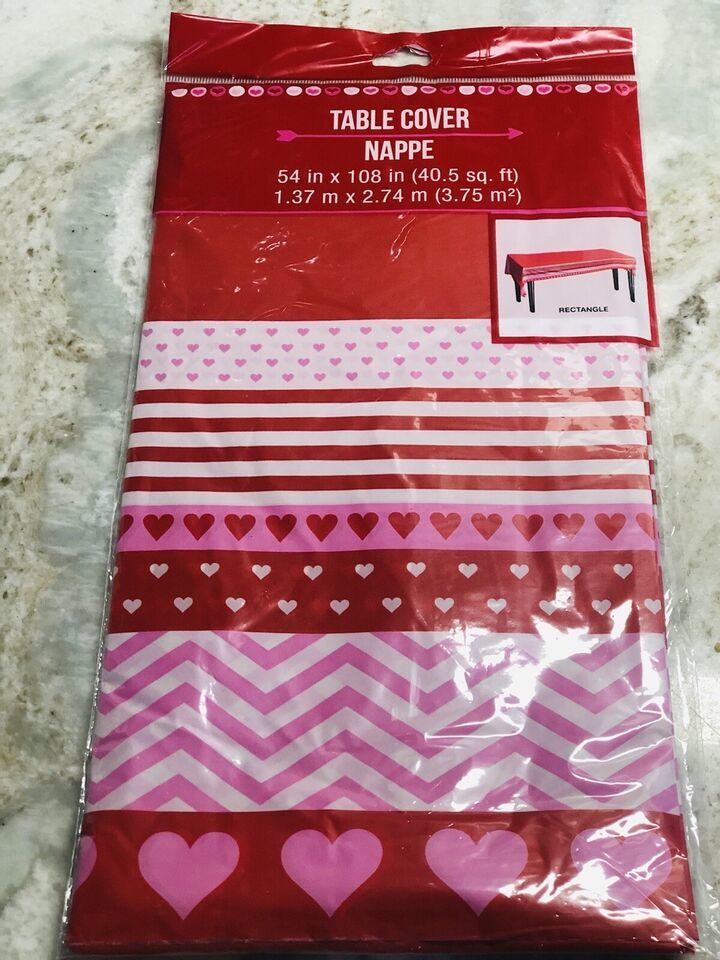 TABLE COVER
NAPPE
54 in x 108 in (40.5 sq. ft)
1.37 m x 2.74 m (3.75 m²)
RECTANGLE